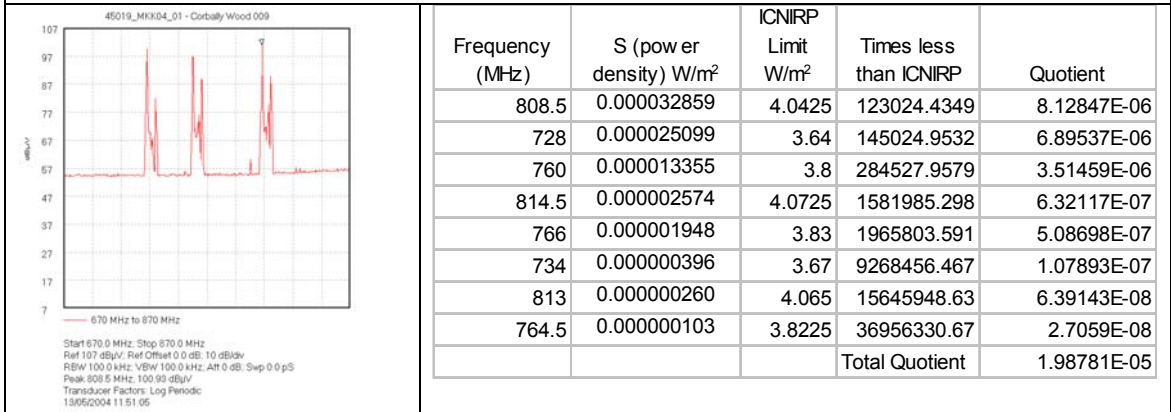 45019_MKK04_01 - Corbally Wood 009
107
97
87
77
67
57
47
37
27
17
7
dBµV
670 MHz to 870 MHz
Start 670.0 MHz; Stop 870.0 MHz
Ref 107 dBµV; Ref Offset 0.0 dB; 10 dB/div
RBW 100.0 kHz; VBW 100.0 kHz; Att 0 dB; Swp 0.0 pS
Peak 808.5 MHz, 100.93 dBµV
Transducer Factors: Log Periodic
13/05/2004 11:51:05
Frequency (MHz) S (power density) W/m² ICNIRP Limit W/m² Times less than ICNIRP Quotient
808.5 0.000032859 4.0425 123024.4349 8.12847E-06
728 0.000025099 3.64 145024.9532 6.89537E-06
760 0.000013355 3.8 284527.9579 3.51459E-06
814.5 0.000002574 4.0725 1581985.298 6.32117E-07
766 0.000001948 3.83 1965803.591 5.08698E-07
734 0.000000396 3.67 9268456.467 1.07893E-07
813 0.000000260 4.065 15645948.63 6.39143E-08
764.5 0.000000103 3.8225 36956330.67 2.7059E-08
Total Quotient 1.98781E-05